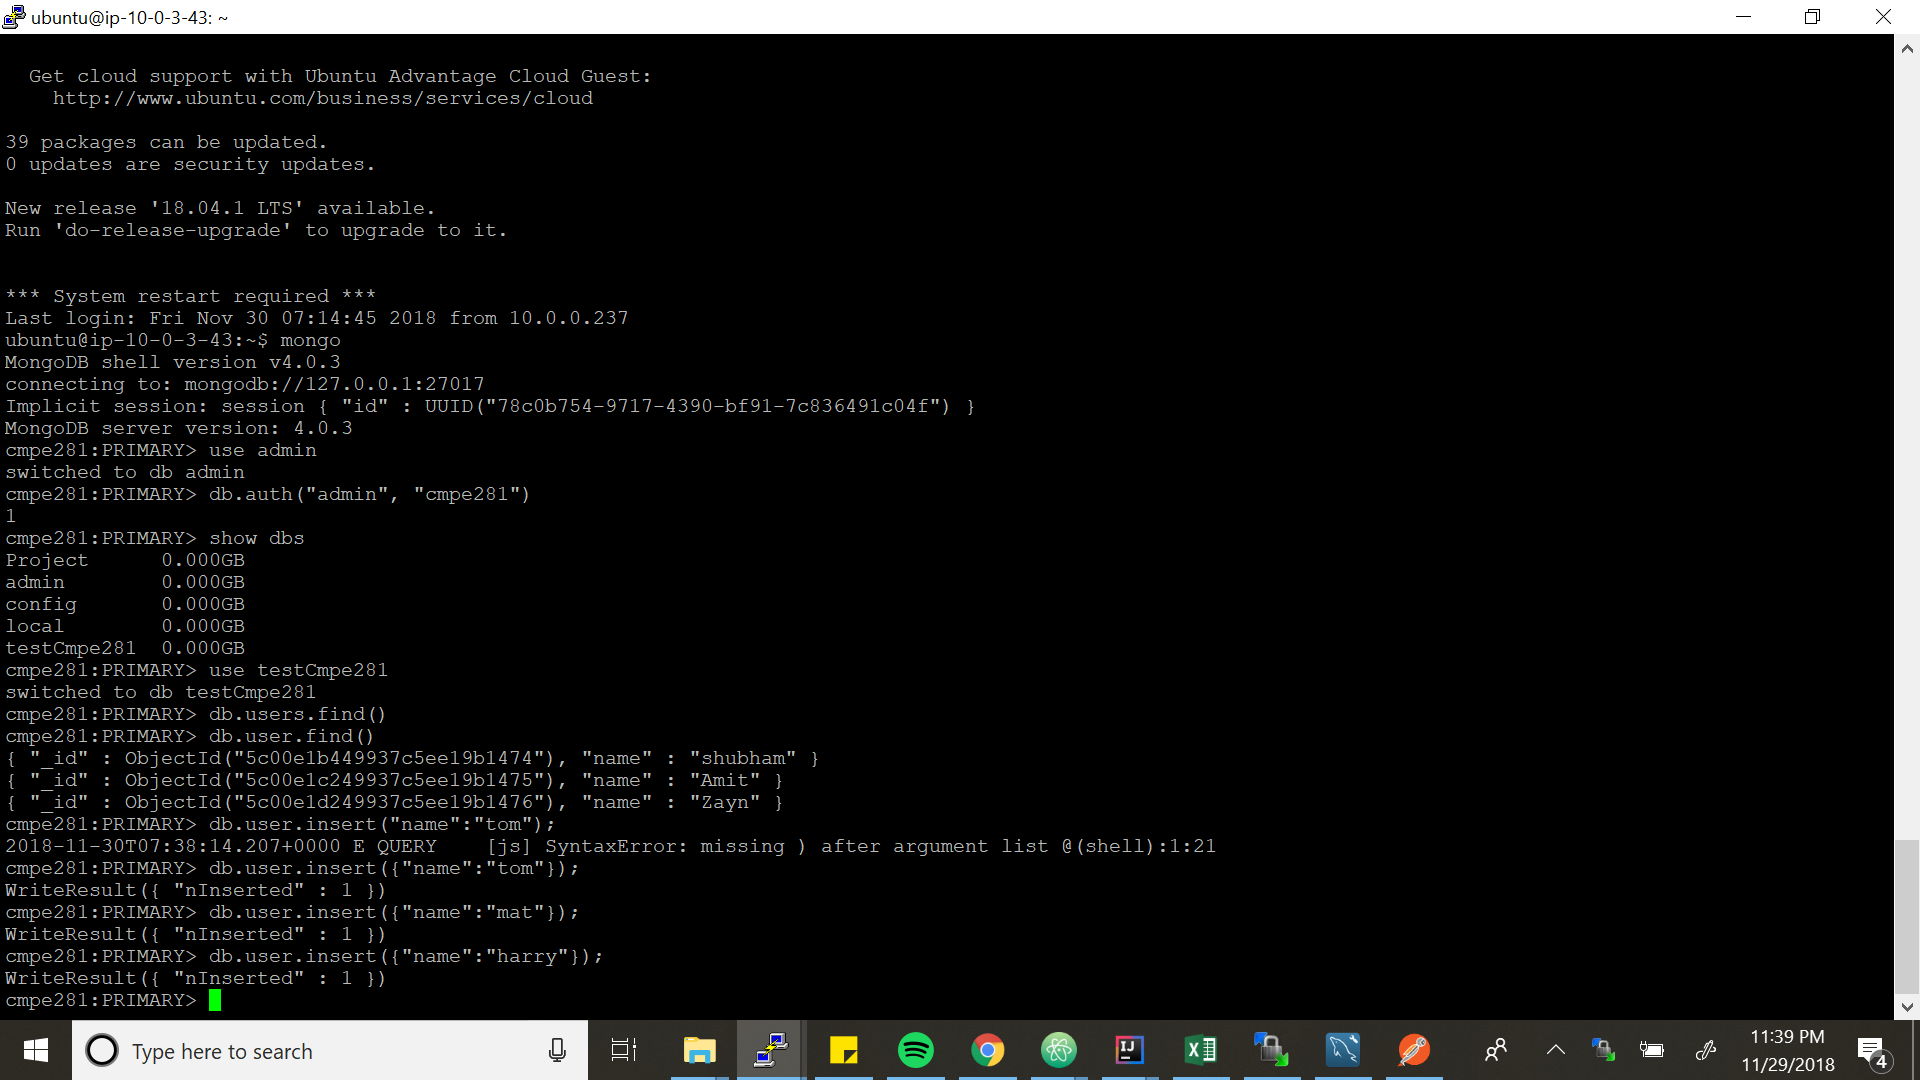 ubuntu@ip-10-0-3-43: ~
Get cloud support with Ubuntu Advantage Cloud Guest:
http://www.ubuntu.com/business/services/cloud
39 packages can be updated.
0 updates are security updates.
New release '18.04.1 LTS' available.
Run 'do-release-upgrade' to upgrade to it.
*** System restart required ***
Last login: Fri Nov 30 07:14:45 2018 from 10.0.0.237
ubuntu@ip-10-0-3-43:~$ mongo
MongoDB shell version v4.0.3
connecting to: mongodb://127.0.0.1:27017
Implicit session: session { "id" : UUID("78c0b754-9717-4390-bf91-7c836491c04f") }
MongoDB server version: 4.0.3
cmpe281:PRIMARY> use admin
switched to db admin
cmpe281:PRIMARY> db.auth("admin", "cmpe281")
1
cmpe281:PRIMARY> show dbs
Project      0.000GB
admin        0.000GB
config       0.000GB
local        0.000GB
testCmpe281  0.000GB
cmpe281:PRIMARY> use testCmpe281
switched to db testCmpe281
cmpe281:PRIMARY> db.users.find()
cmpe281:PRIMARY> db.user.find()
{ "_id" : ObjectId("5c00e1b449937c5ee19b1474"), "name" : "shubham" }
{ "_id" : ObjectId("5c00e1c249937c5ee19b1475"), "name" : "Amit" }
{ "_id" : ObjectId("5c00e1d249937c5ee19b1476"), "name" : "Zayn" }
cmpe281:PRIMARY> db.user.insert("name":"tom");
2018-11-30T07:38:14.207+0000 E QUERY    [js] SyntaxError: missing ) after argument list @(shell):1:21
cmpe281:PRIMARY> db.user.insert({"name":"tom"});
WriteResult({ "nInserted" : 1 })
cmpe281:PRIMARY> db.user.insert({"name":"mat"});
WriteResult({ "nInserted" : 1 })
cmpe281:PRIMARY> db.user.insert({"name":"harry"});
WriteResult({ "nInserted" : 1 })
cmpe281:PRIMARY>
Type here to search
IJ
X
11:39 PM
11/29/2018
4